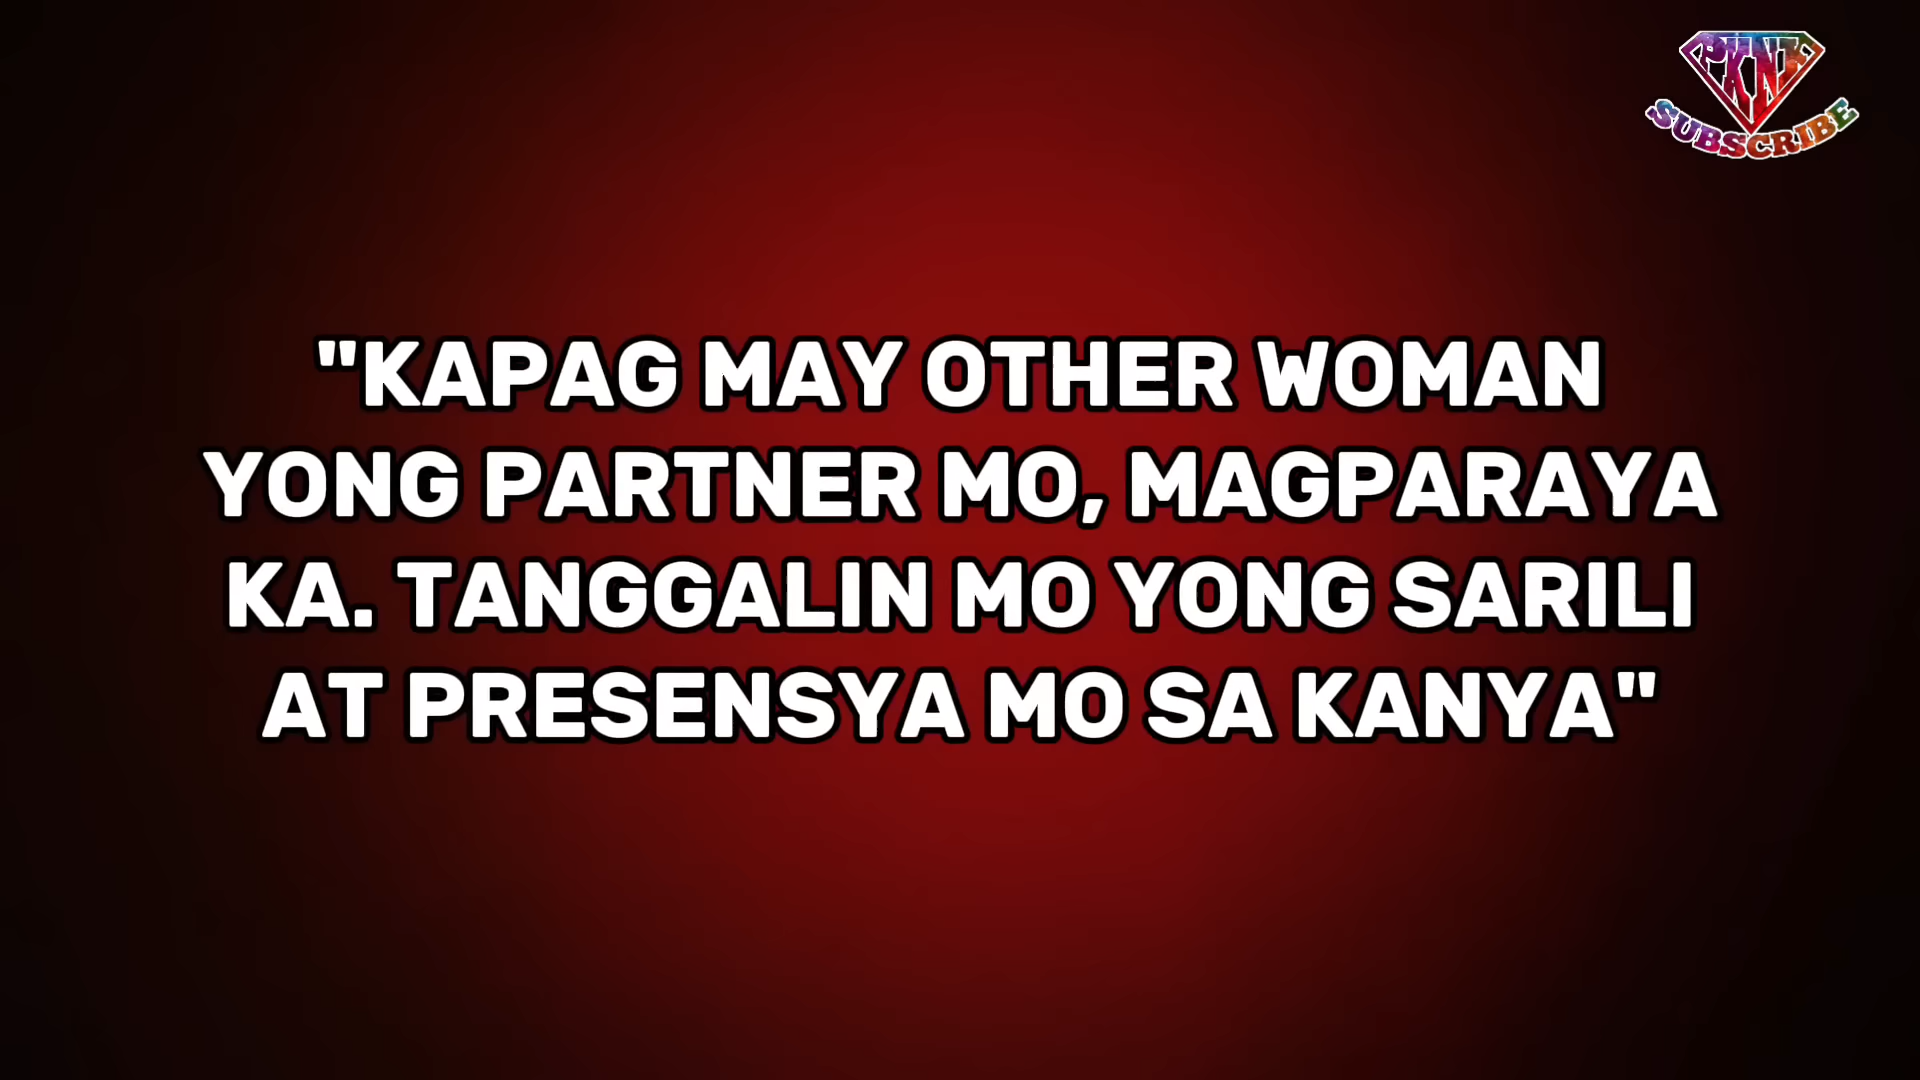 PKNK
SUBSCRIBE
"KAPAG MAY OTHER WOMAN
YONG PARTNER MO, MAGPARAYA
KA. TANGGALIN MO YONG SARILI
AT PRESENSYA MO SA KANYA"